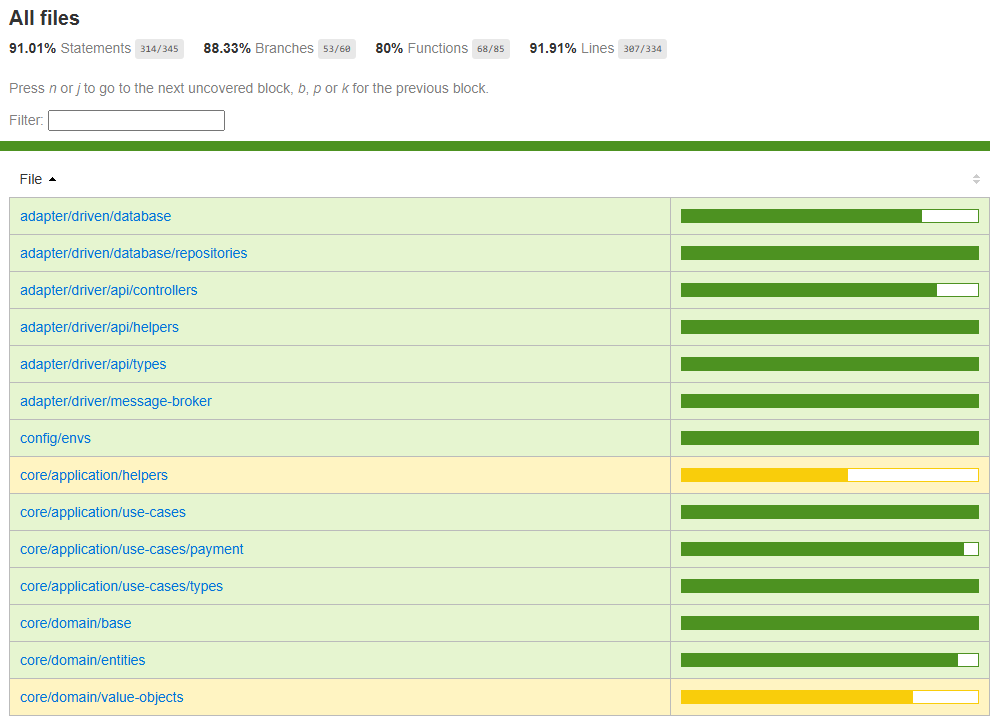 All files
91.01% Statements 314/345 88.33% Branches 53/60 80% Functions 68/85 91.91% Lines 307/334
Press n or j to go to the next uncovered block, b, p or k for the previous block.
Filter:
File
adapter/driven/database
adapter/driven/database/repositories
adapter/driver/api/controllers
adapter/driver/api/helpers
adapter/driver/api/types
adapter/driver/message-broker
config/envs
core/application/helpers
core/application/use-cases
core/application/use-cases/payment
core/application/use-cases/types
core/domain/base
core/domain/entities
core/domain/value-objects